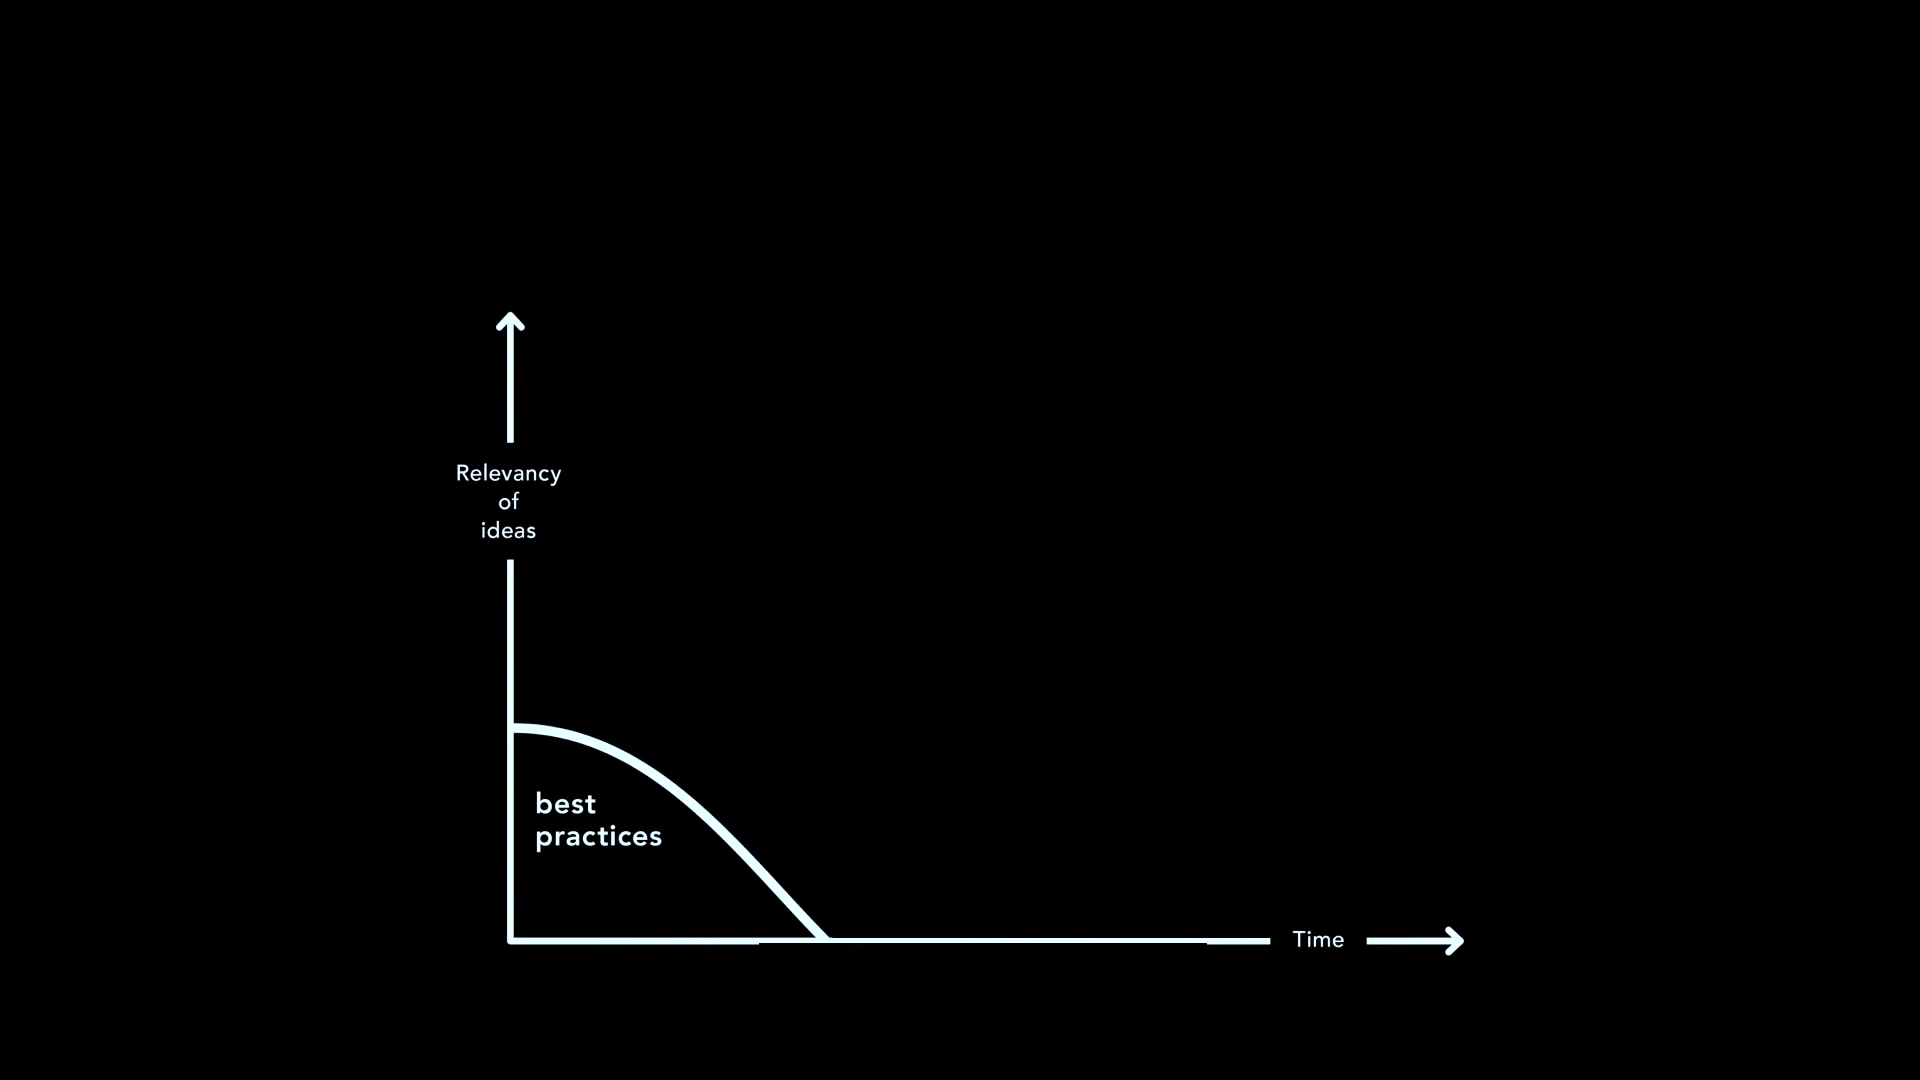 Relevancy
of
ideas
best
practices
Time